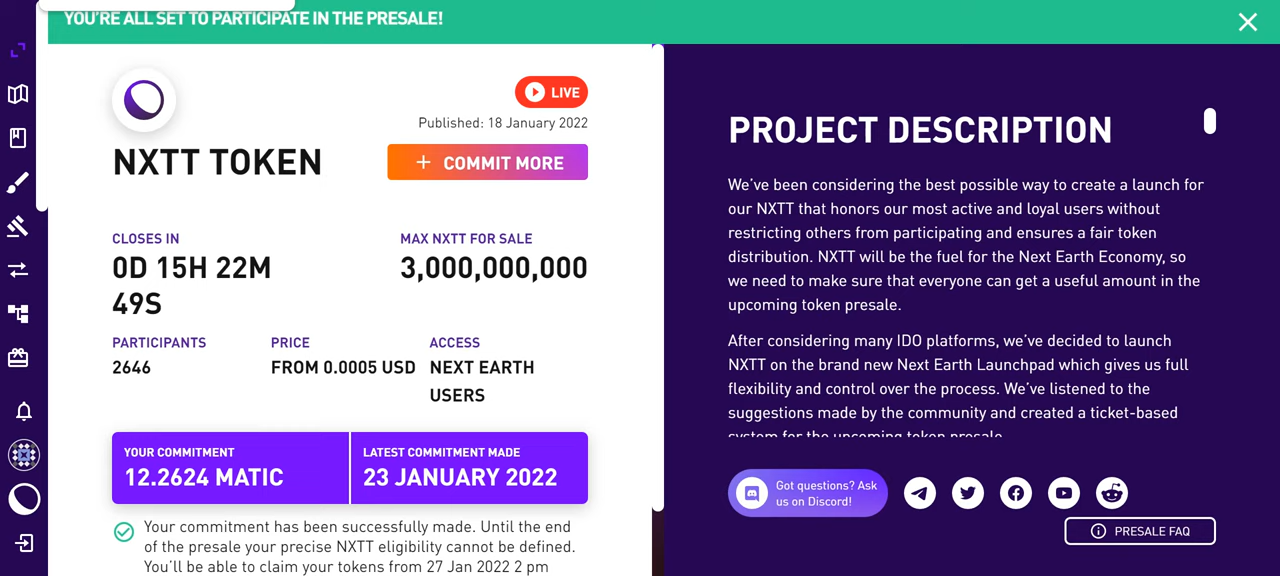 YOU'RE ALL SET TO PARTICIPATE IN THE PRESALE!
LIVE
Published: 18 January 2022
NXTT TOKEN
+ COMMIT MORE
CLOSES IN
0D 15H 22M
49S
MAX NXTT FOR SALE
3,000,000,000
PARTICIPANTS
2646
PRICE
FROM 0.0005 USD
ACCESS
NEXT EARTH
USERS
YOUR COMMITMENT
12.2624 MATIC
LATEST COMMITMENT MADE
23 JANUARY 2022
Your commitment has been successfully made. Until the end
of the presale your precise NXTT eligibility cannot be defined.
You'll be able to claim your tokens from 27 Jan 2022 2 pm
PROJECT DESCRIPTION
We've been considering the best possible way to create a launch for
our NXTT that honors our most active and loyal users without
restricting others from participating and ensures a fair token
distribution. NXTT will be the fuel for the Next Earth Economy, so
we need to make sure that everyone can get a useful amount in the
upcoming token presale.
After considering many IDO platforms, we've decided to launch
NXTT on the brand new Next Earth Launchpad which gives us full
flexibility and control over the process. We've listened to the
suggestions made by the community and created a ticket-based
system for the upcoming token presale.
Got questions? Ask
us on Discord!
PRESALE FAQ